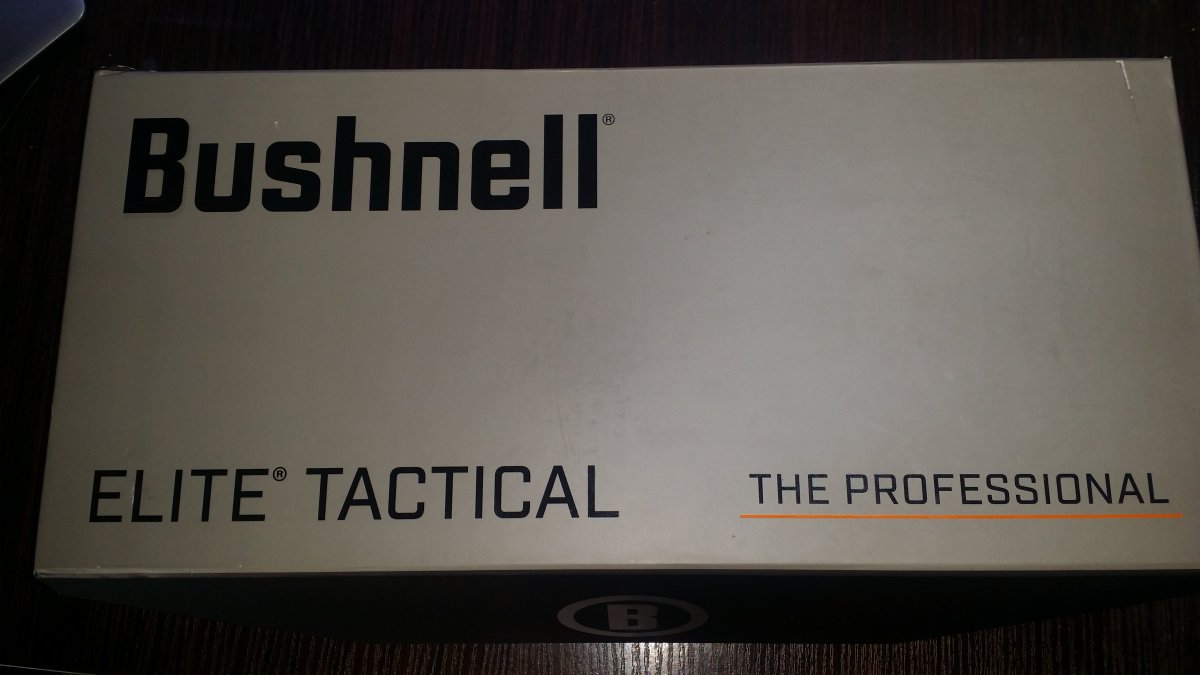 Bushnell®
ELITE® TACTICAL
THE PROFESSIONAL
B